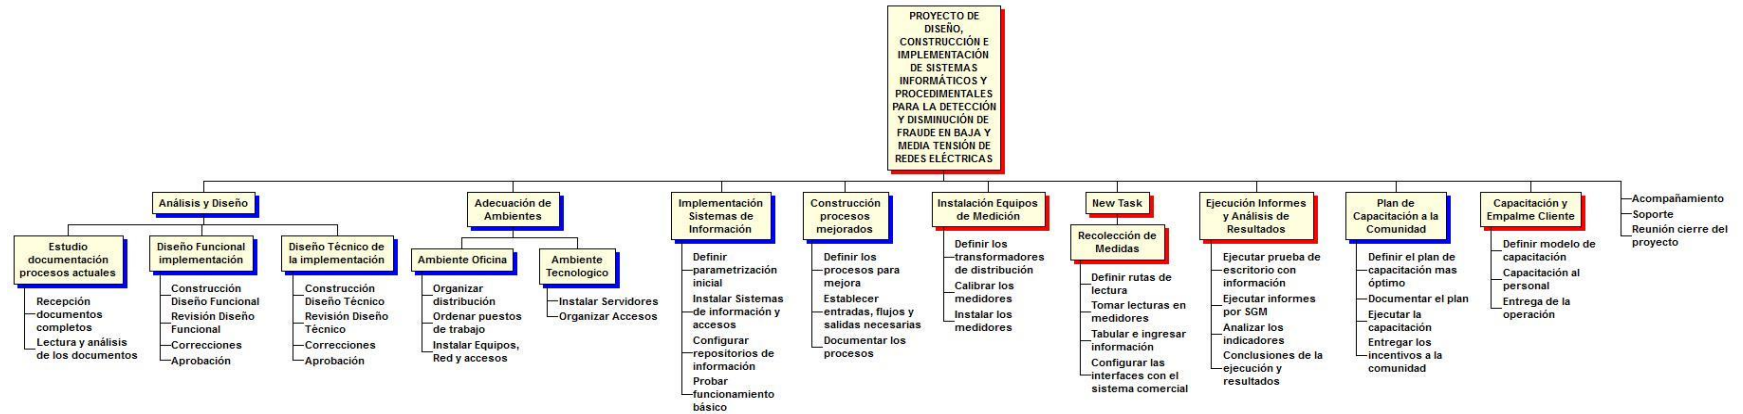 PROYECTO DE
DISEÑO,
CONSTRUCCIÓN E
IMPLEMENTACIÓN
DE SISTEMAS
INFORMÁTICOS Y
PROCEDIMENTALES
PARA LA DETECCIÓN
Y DISMINUCIÓN DE
FRAUDE EN BAJA Y
MEDIA TENSIÓN DE
REDES ELÉCTRICAS
Análisis y Diseño
Estudio
documentación
procesos actuales
Recepción
documentos
completos
Lectura y análisis
de los documentos
Diseño Funcional
implementación
Construcción
Diseño Funcional
Revisión Diseño
Funcional
Correcciones
Aprobación
Diseño Técnico de
la implementación
Construcción
Diseño Técnico
Revisión Diseño
Técnico
Correcciones
Aprobación
Adecuación de
Ambientes
Ambiente Oficina
Organizar
distribución
Ordenar puestos
de trabajo
Instalar Equipos,
Red y accesos
Ambiente
Tecnologico
Instalar Servidores
Organizar Accesos
Implementación
Sistemas de
Información
Definir
parametrización
inicial
Instalar Sistemas
de información y
accesos
Configurar
repositorios de
información
Probar
funcionamiento
básico
Construcción
procesos
mejorados
Definir los
procesos para
mejora
Establecer
entradas, flujos y
salidas necesarias
Documentar los
procesos
Instalación Equipos
de Medición
Definir los
transformadores
de distribución
Calibrar los
medidores
Instalar los
medidores
New Task
Recolección de
Medidas
Definir rutas de
lectura
Tomar lecturas en
medidores
Tabular e ingresar
información
Configurar las
interfaces con el
sistema comercial
Ejecución Informes
y Análisis de
Resultados
Ejecutar prueba de
escritorio con
información
Ejecutar informes
por SGM
Analizar los
indicadores
Conclusiones de la
ejecución y
resultados
Plan de
Capacitación a la
Comunidad
Definir el plan de
capacitación mas
óptimo
Documentar el plan
Ejecutar la
capacitación
Entregar los
incentivos a la
comunidad
Capacitación y
Empalme Cliente
Definir modelo de
capacitación
Capacitación al
personal
Entrega de la
operación
Acompañamiento
Soporte
Reunión cierre del
proyecto